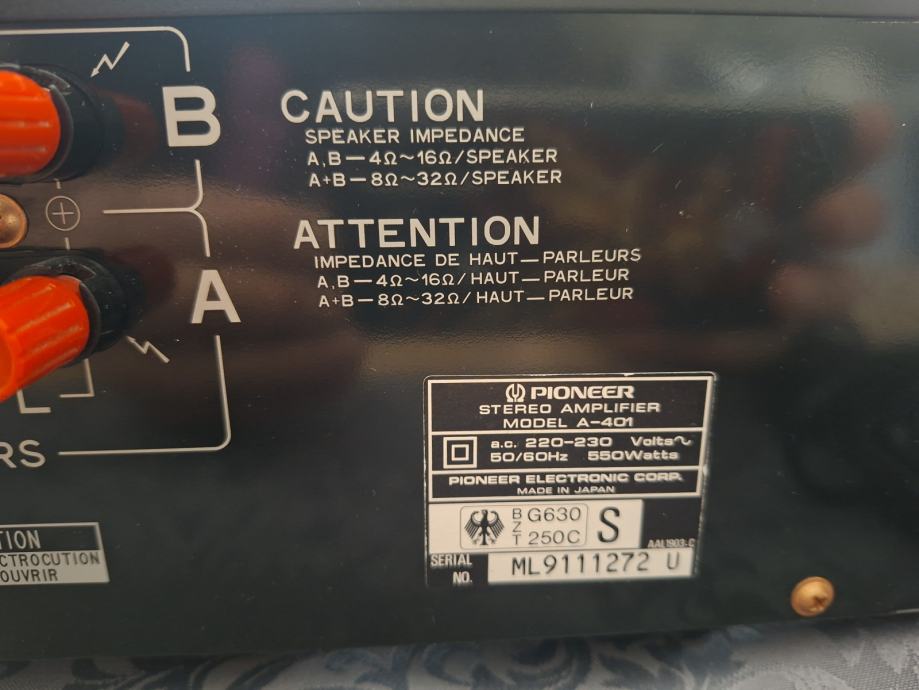 B
CAUTION
SPEAKER IMPEDANCE
A,B—4Ω~16Ω/SPEAKER
A+B—8Ω~32Ω/SPEAKER
ATTENTION
IMPEDANCE DE HAUT—PARLEURS
A,B—4Ω~16Ω/HAUT—PARLEUR
A+B—8Ω~32Ω/HAUT—PARLEUR
A
L
RS
PIONEER
STEREO AMPLIFIER
MODEL A-401
a.c. 220-230 Volts~
50/60Hz 550Watts
PIONEER ELECTRONIC CORP.
MADE IN JAPAN
BZT G630 250C S
AAL1903-C
SERIAL NO. ML9111272 U
TION
CTROCUTION
OUVRIR